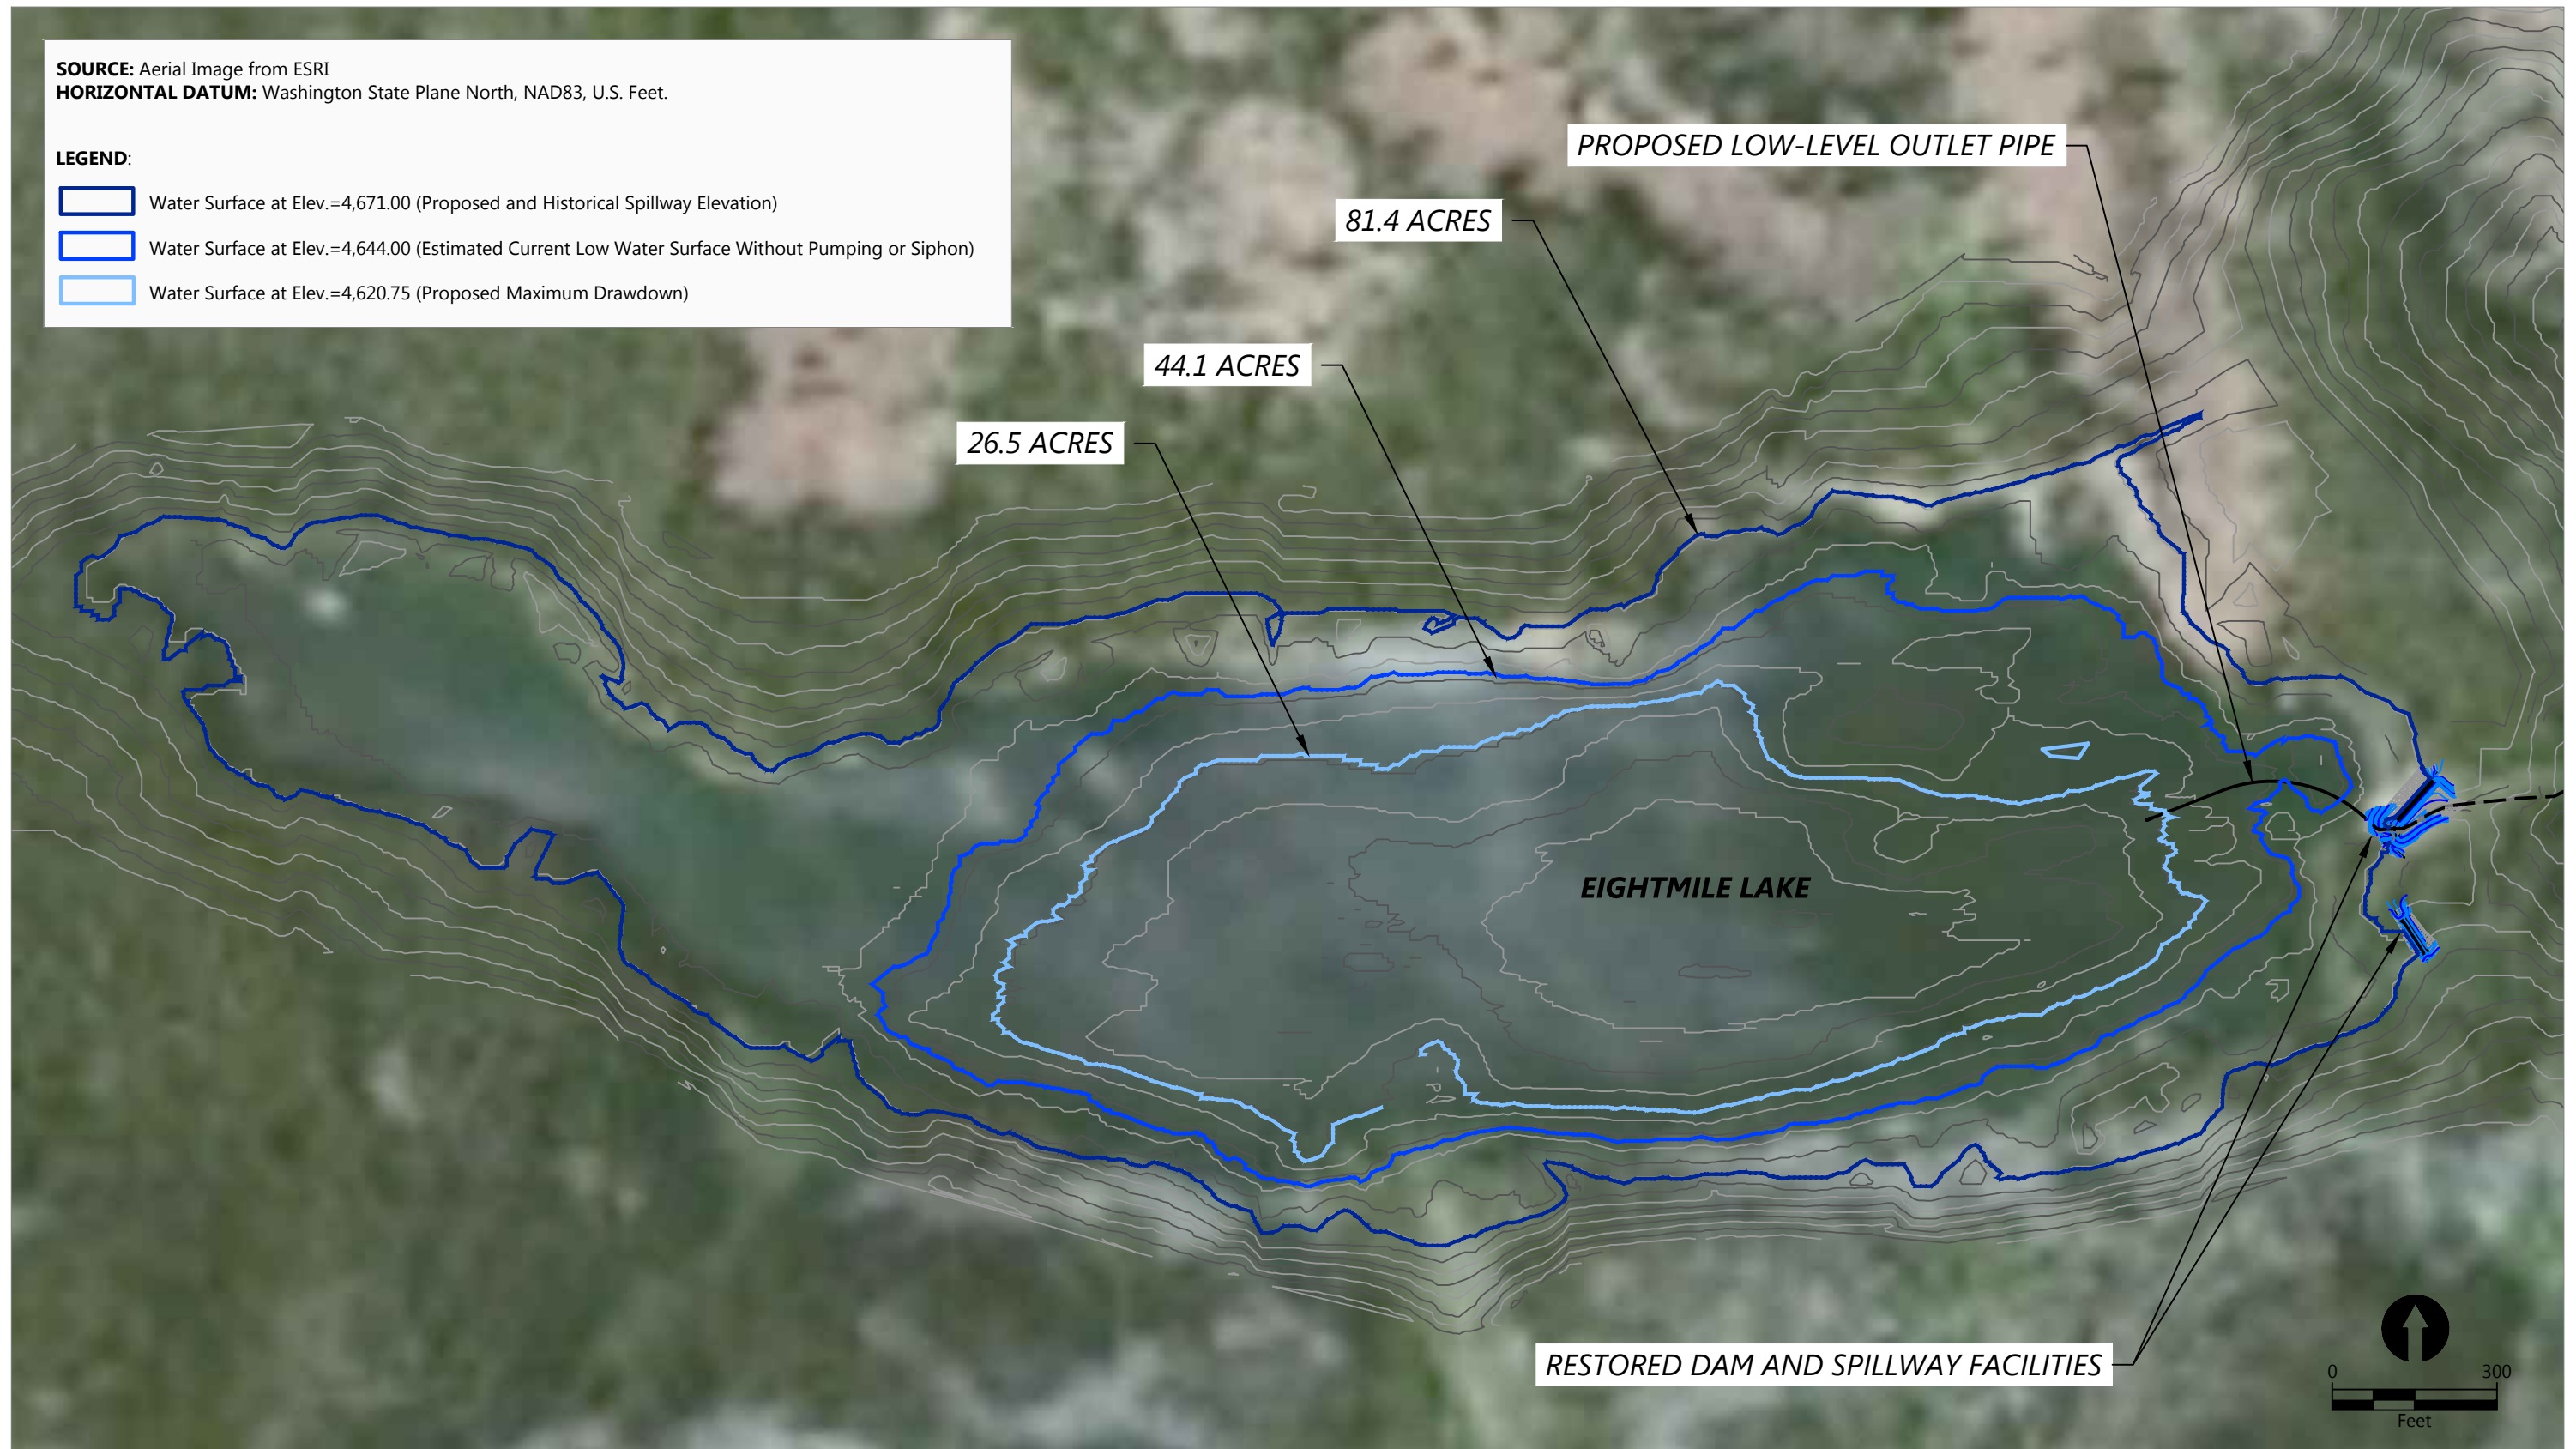 SOURCE: Aerial Image from ESRI
HORIZONTAL DATUM: Washington State Plane North, NAD83, U.S. Feet.
LEGEND:
Water Surface at Elev.=4,671.00 (Proposed and Historical Spillway Elevation)
Water Surface at Elev.=4,644.00 (Estimated Current Low Water Surface Without Pumping or Siphon)
Water Surface at Elev.=4,620.75 (Proposed Maximum Drawdown)
PROPOSED LOW-LEVEL OUTLET PIPE
81.4 ACRES
44.1 ACRES
26.5 ACRES
EIGHTMILE LAKE
RESTORED DAM AND SPILLWAY FACILITIES
0 300
Feet